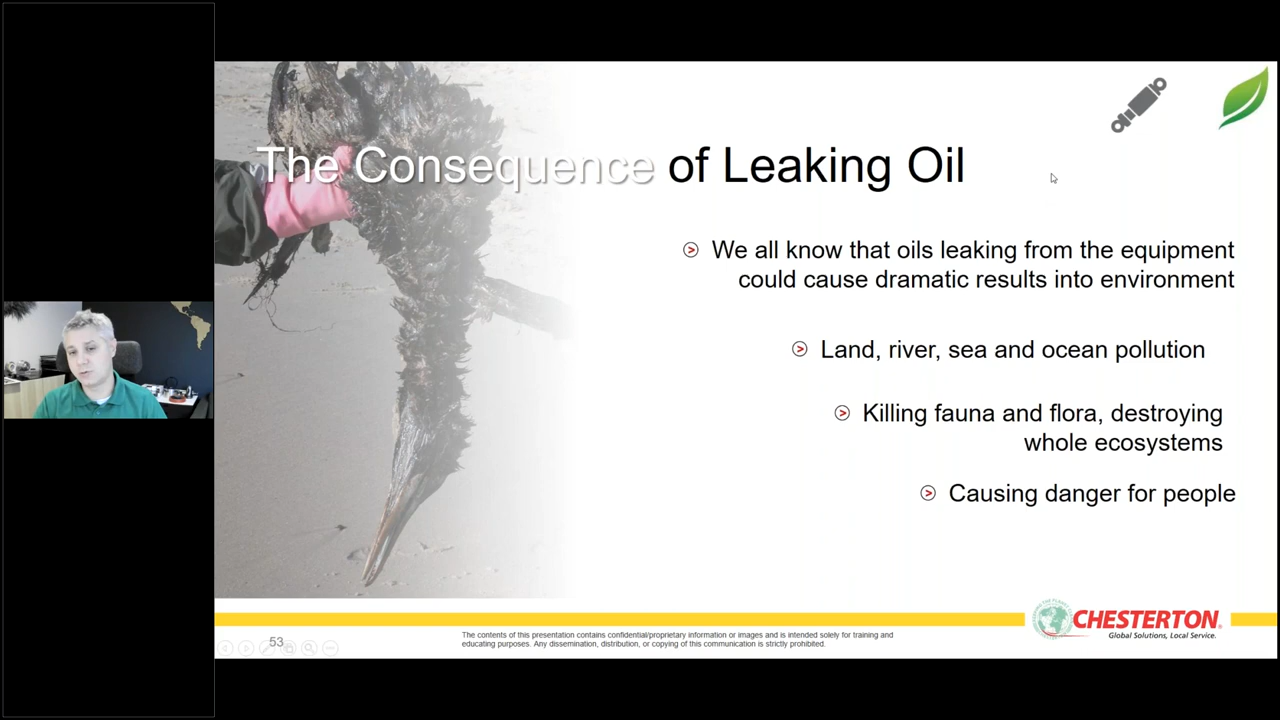 The Consequence of Leaking Oil
We all know that oils leaking from the equipment
could cause dramatic results into environment
Land, river, sea and ocean pollution
Killing fauna and flora, destroying
whole ecosystems
Causing danger for people
CHESTERTON®
Global Solutions, Local Service.
53
The contents of this presentation contains confidential/proprietary information or images and is intended solely for training and
educating purposes. Any dissemination, distribution, or copying of this communication is strictly prohibited.